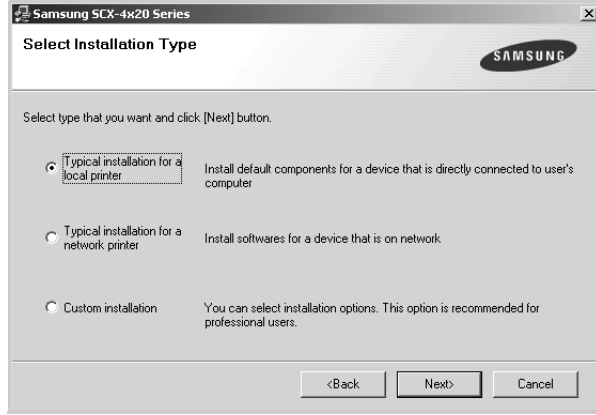 Samsung SCX-4x20 Series
Select Installation Type
SAMSUNG
Select type that you want and click [Next] button.
Typical installation for a
local printer
Install default components for a device that is directly connected to user's
computer
Typical installation for a
network printer
Install softwares for a device that is on network
Custom installation
You can select installation options. This option is recommended for
professional users.
<Back
Next>
Cancel